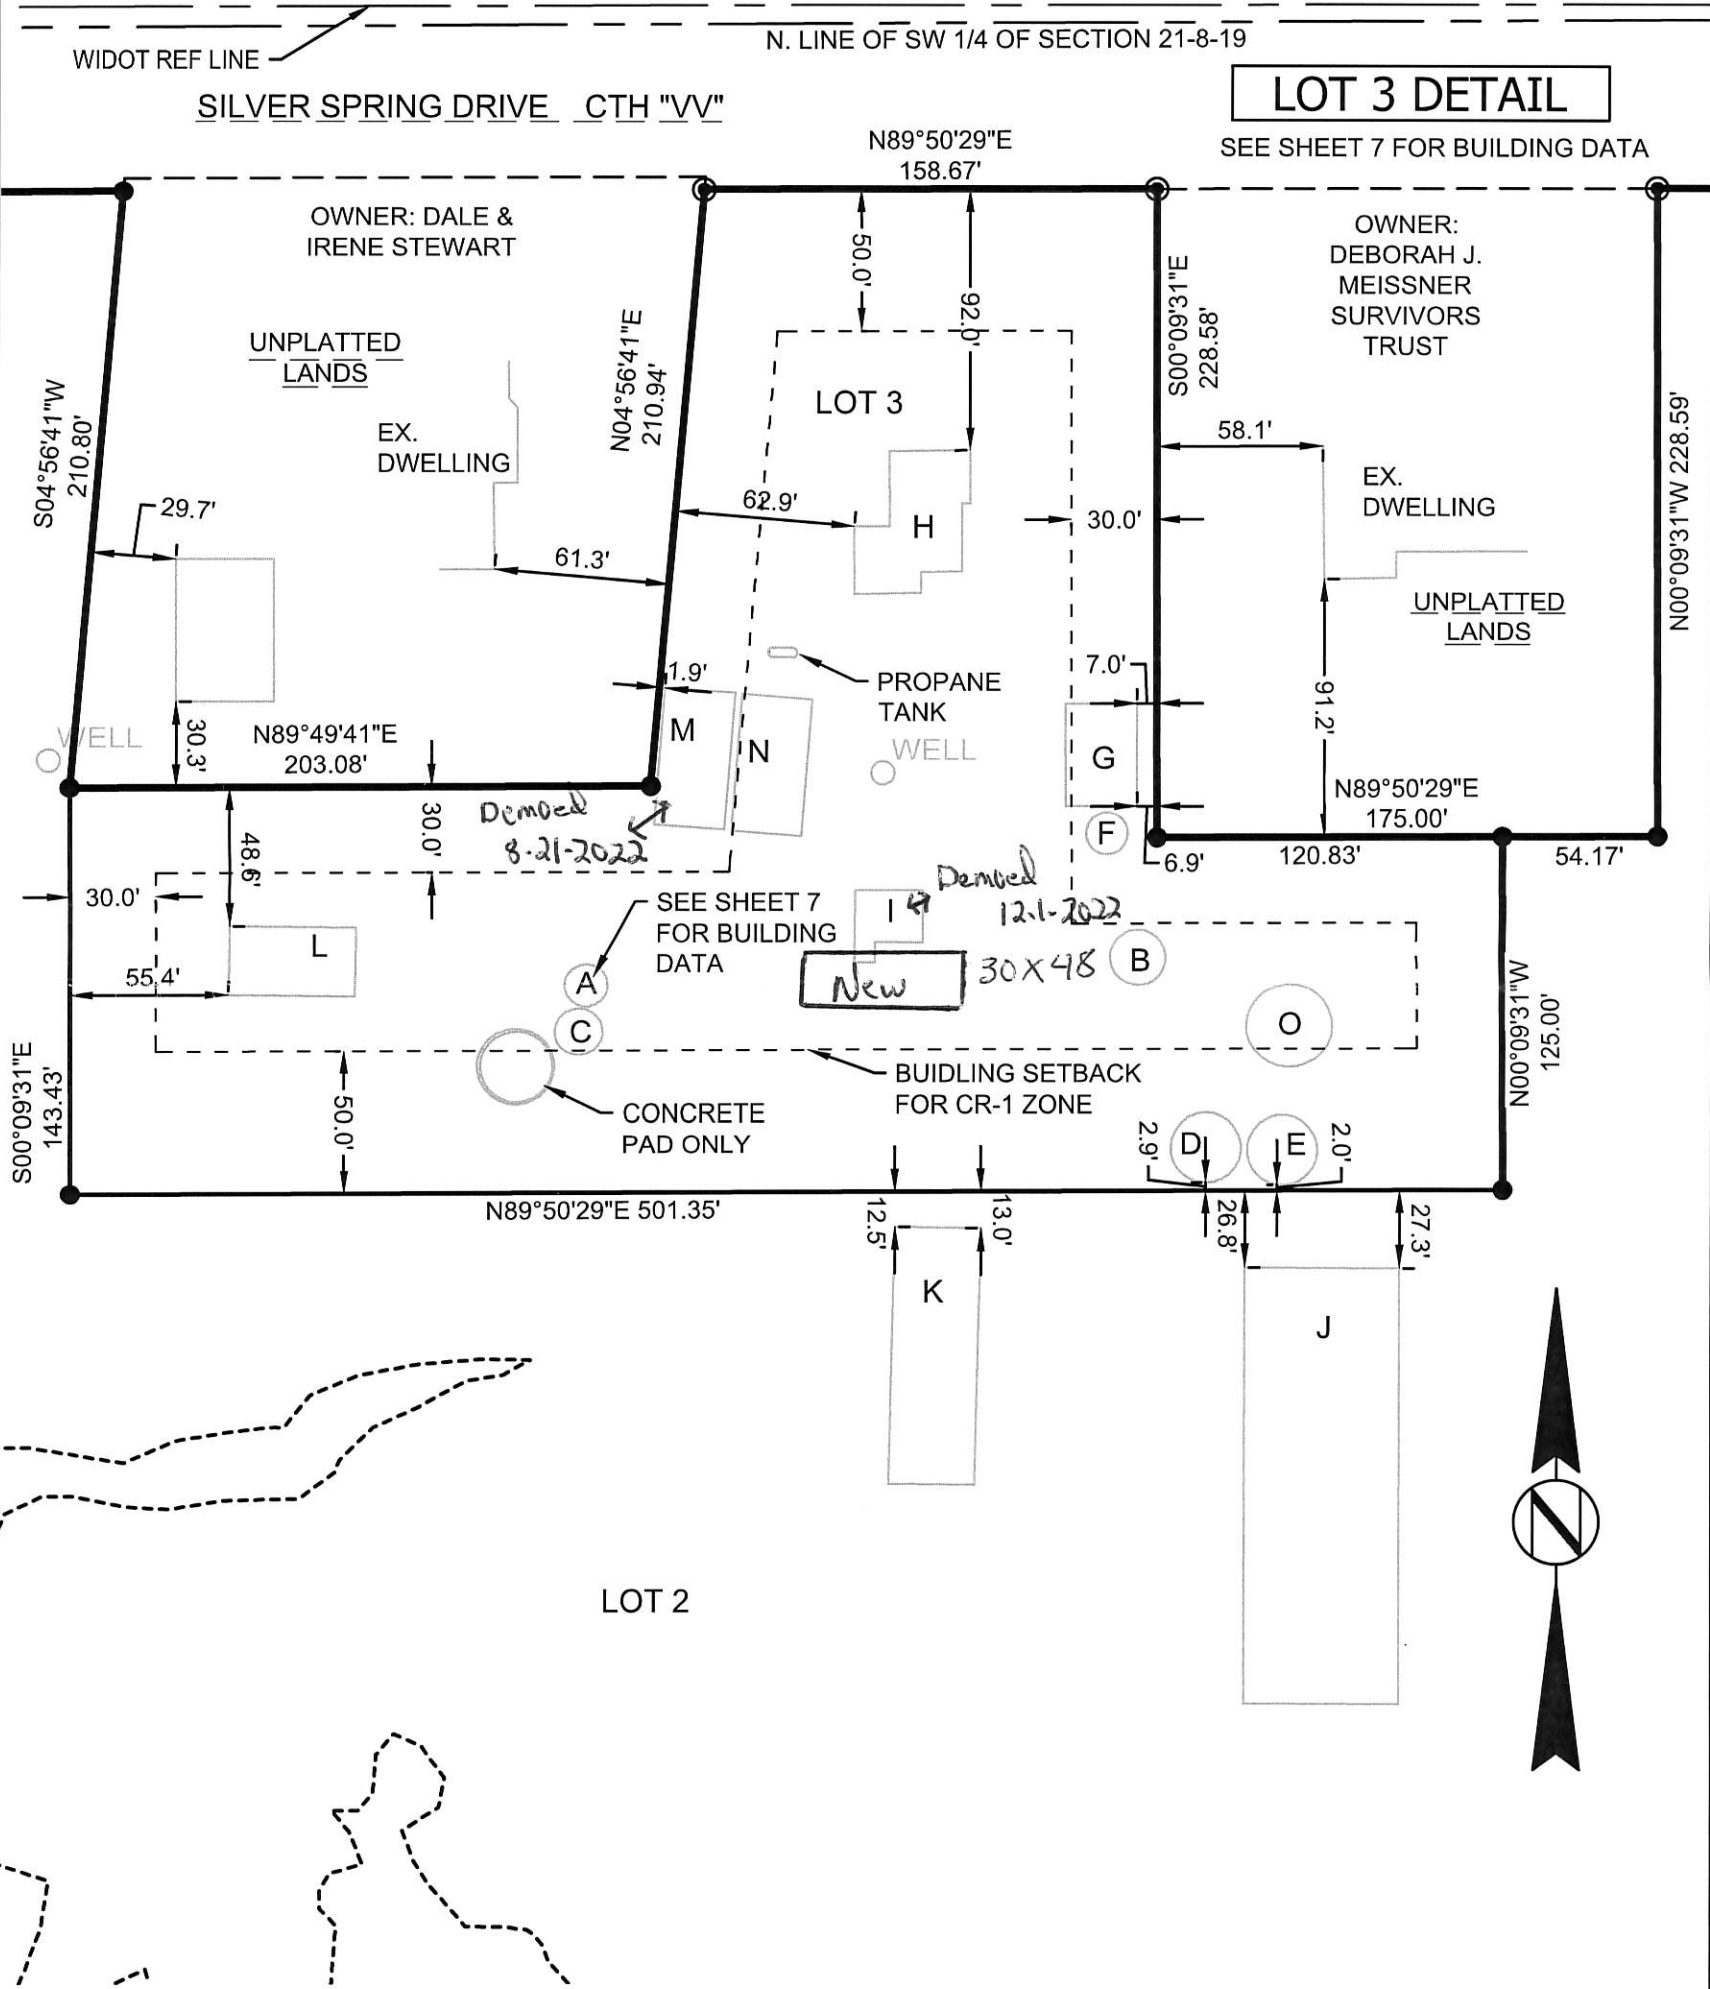 WIDOT REF LINE
N. LINE OF SW 1/4 OF SECTION 21-8-19
SILVER SPRING DRIVE CTH "VV"
LOT 3 DETAIL
SEE SHEET 7 FOR BUILDING DATA
N89°50'29"E
158.67'
OWNER: DALE &
IRENE STEWART
UNPLATTED
LANDS
EX.
DWELLING
S04°56'41"W
210.80'
29.7'
61.3'
N04°56'41"E
210.94'
50.0'
92.0'
LOT 3
62.9'
H
30.0'
S00°09'31"E
228.58'
OWNER:
DEBORAH J.
MEISSNER
SURVIVORS
TRUST
58.1'
EX.
DWELLING
UNPLATTED
LANDS
N00°09'31"W 228.59'
91.2'
N89°50'29"E
175.00'
120.83'
54.17'
WELL
30.3'
N89°49'41"E
203.08'
1.9'
M
N
PROPANE
TANK
WELL
7.0'
G
F
6.9'
Demoed
8-21-2022
30.0'
48.6'
30.0'
L
55.4'
SEE SHEET 7
FOR BUILDING
DATA
A
C
I
Demoed
12-1-2022
New
30X48
B
O
BUIDLING SETBACK
FOR CR-1 ZONE
CONCRETE
PAD ONLY
50.0'
S00°09'31"E
143.43'
N00°09'31"W
125.00'
2.9'
D
E
2.0'
N89°50'29"E 501.35'
12.5'
13.0'
26.8'
27.3'
K
J
LOT 2
N